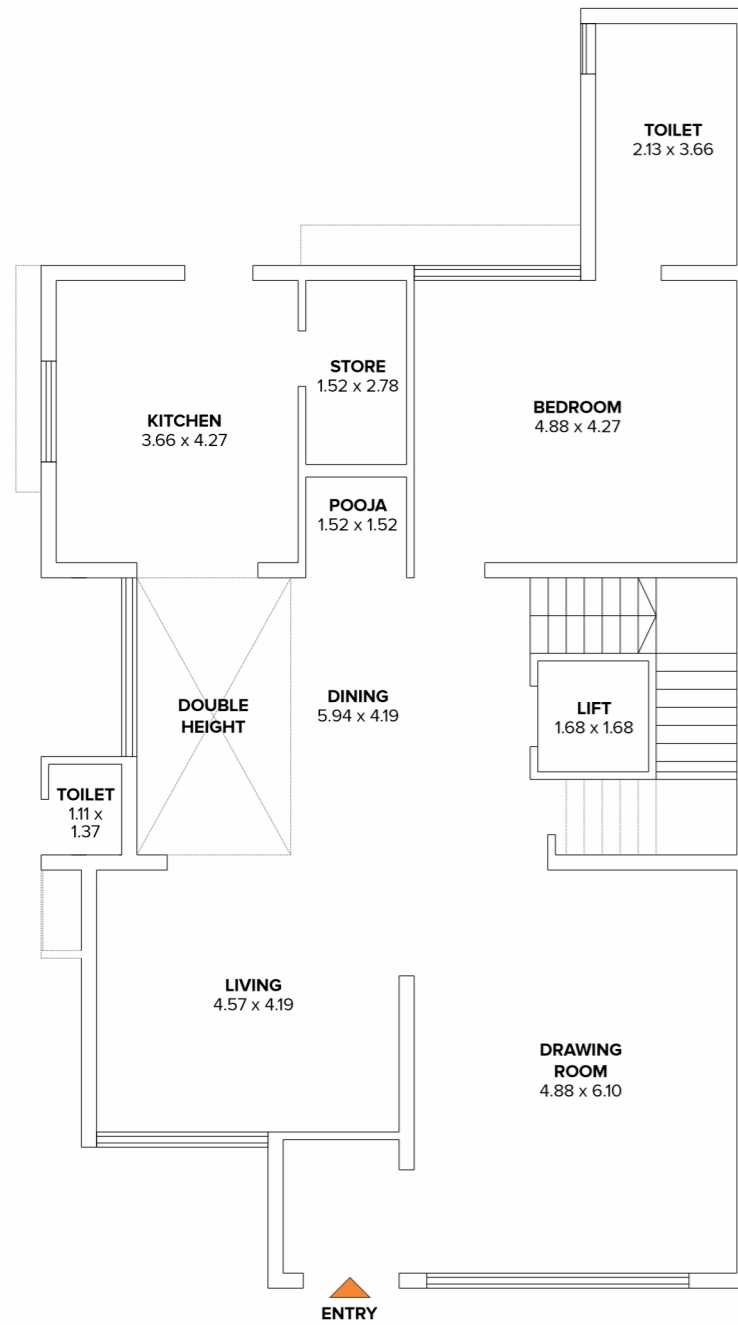 TOILET
2.13 x 3.66
STORE
1.52 x 2.78
KITCHEN
3.66 x 4.27
BEDROOM
4.88 x 4.27
POOJA
1.52 x 1.52
DOUBLE
HEIGHT
DINING
5.94 x 4.19
LIFT
1.68 x 1.68
TOILET
1.11 x
1.37
LIVING
4.57 x 4.19
DRAWING
ROOM
4.88 x 6.10
ENTRY